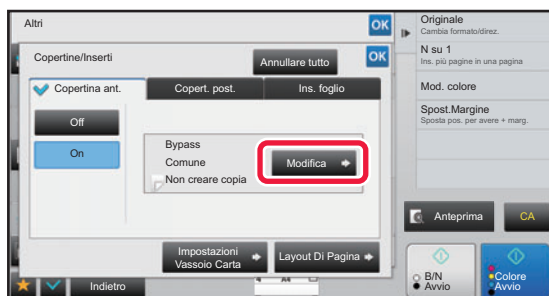 Altri
OK
Copertine/Inserti
Annullare tutto
OK
Copertina ant.
Copert. post.
Ins. foglio
Off
On
Bypass
Comune
Non creare copia
Modifica
Impostazioni
Vassoio Carta
Layout Di Pagina
Indietro
A4
Originale
Cambia formato/direz.
N su 1
Ins. più pagine in una pagina
Mod. colore
Spost.Margine
Sposta pos. per avere + marg.
Anteprima
CA
B/N
Avvio
Colore
Avvio